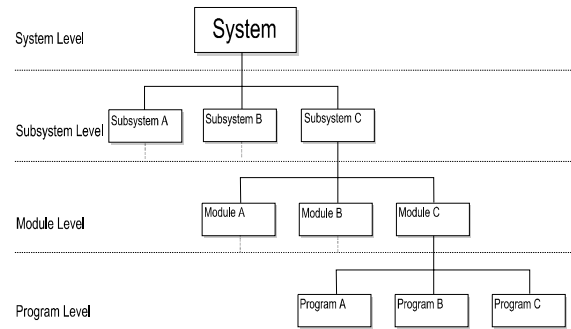 System Level
System
Subsystem Level
Subsystem A
Subsystem B
Subsystem C
Module Level
Module A
Module B
Module C
Program Level
Program A
Program B
Program C